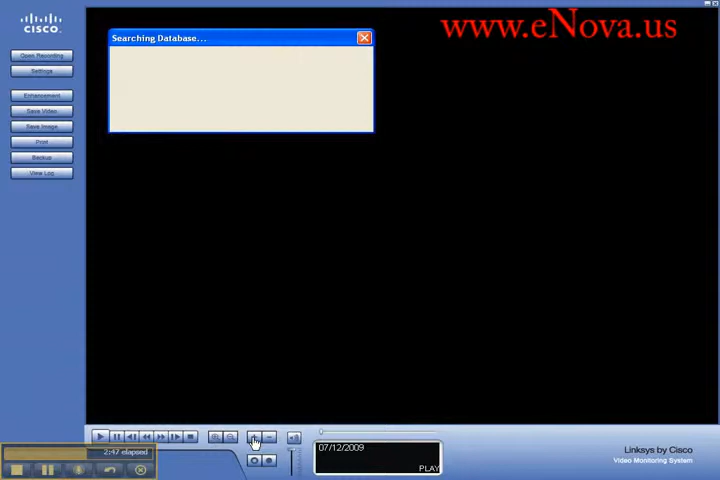 www.eNova.us
CISCO
Searching Database...
Open Recording
Settings
Enhancement
Save Video
Save Image
Print
Backup
View Log
2:47 elapsed
07/12/2009
PLAY
Linksys by Cisco
Video Monitoring System